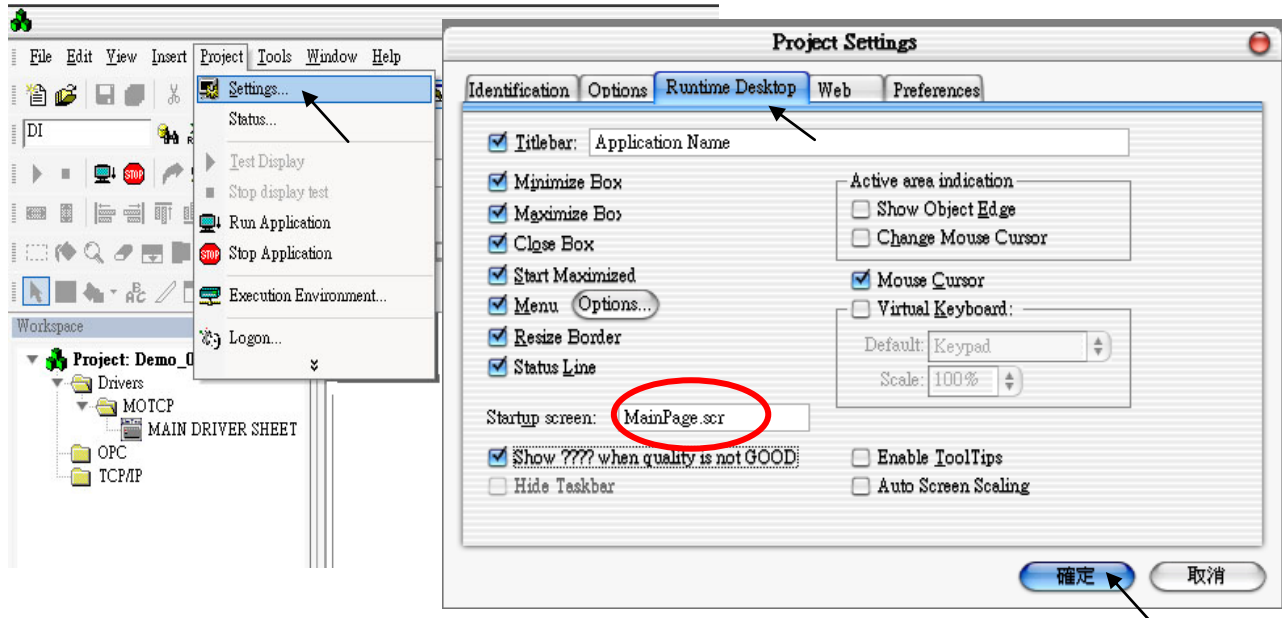 File Edit View Insert Project Tools Window Help
DI
Settings...
Status...
Test Display
Stop display test
Run Application
STOP
Stop Application
Execution Environment...
Logon...
STOP
Workspace
Project: Demo_0
Drivers
MOTCP
MAIN DRIVER SHEET
OPC
TCP/IP
Project Settings
Identification Options Runtime Desktop Web Preferences
Titlebar: Application Name
Minimize Box
Maximize Box
Close Box
Start Maximized
Menu Options...
Resize Border
Status Line
Startup screen: MainPage.scr
Show ???? when quality is not GOOD
Hide Taskbar
Active area indication
Show Object Edge
Change Mouse Cursor
Mouse Cursor
Virtual Keyboard:
Default: Keypad
Scale: 100%
Enable ToolTips
Auto Screen Scaling
確定 取消